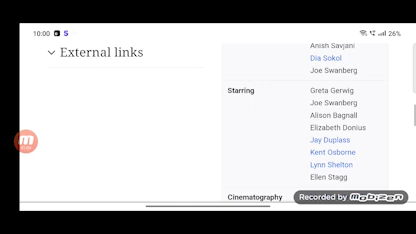 10:00 S 26%
External links
Anish Savjani
Dia Sokol
Joe Swanberg
Starring Greta Gerwig
Joe Swanberg
Alison Bagnall
Elizabeth Donius
Jay Duplass
Kent Osborne
Lynn Shelton
Ellen Stagg
Cinematography
Recorded by Mobizen